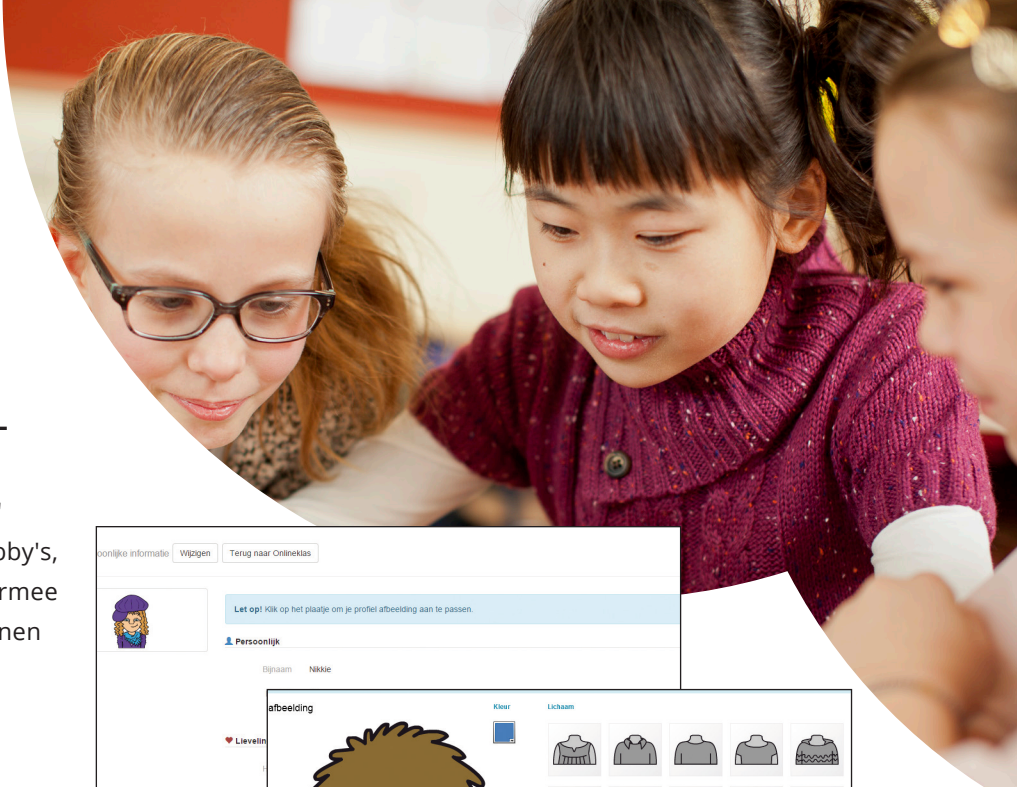 oby's,
rmee
nen
oonlijke informatie Wijzigen Terug naar Onlineklas
Let op! Klik op het plaatje om je profiel afbeelding aan te passen.
Persoonlijk
Bijnaam Nikkie
afbeelding Kleur Lichaam
Lievelin
H